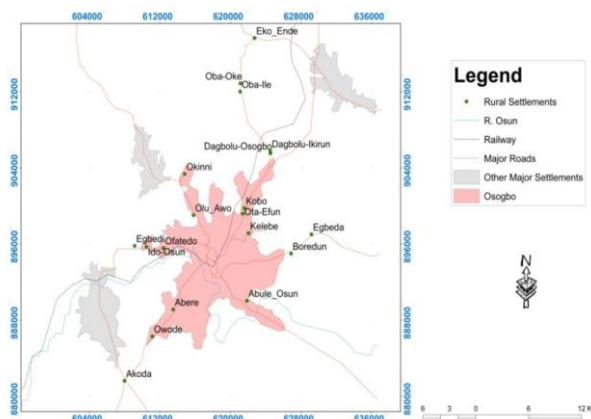 604000 612000 620000 628000 636000
Eko_Ende
Oba-Oke
Oba-Ile
912000
912000
Dagbolu-Osogbo
Dagbolu-Ikirun
904000
904000
Okinni
Olu_Awo
Kobo
Ota-Efun
Kelebe
Egbeda
Egbedi
Ofatedo
Ido-Osun
Boredun
896000
896000
Abule_Osun
Abere
888000
888000
Owode
Akoda
880000
880000
604000 612000 620000 628000 636000
Legend
Rural Settlements
R. Osun
Railway
Major Roads
Other Major Settlements
Osogbo
N
6 3 0 6 12 K